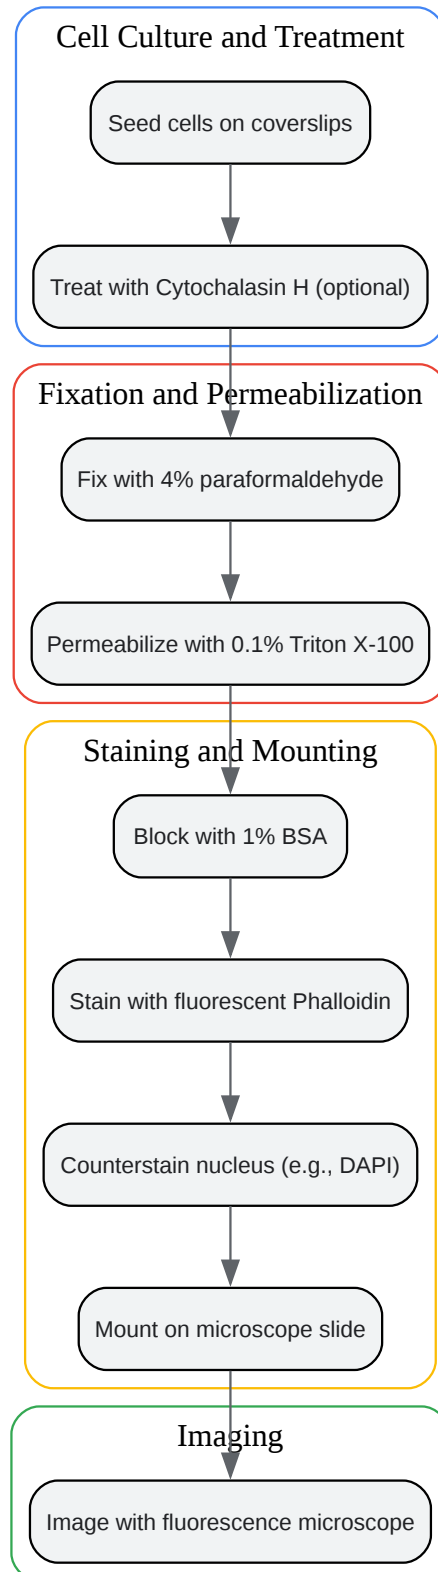 Cell Culture and Treatment
Seed cells on coverslips
Treat with Cytochalasin H (optional)
Fixation and Permeabilization
Fix with 4% paraformaldehyde
Permeabilize with 0.1% Triton X-100
Staining and Mounting
Block with 1% BSA
Stain with fluorescent Phalloidin
Counterstain nucleus (e.g., DAPI)
Mount on microscope slide
Imaging
Image with fluorescence microscope